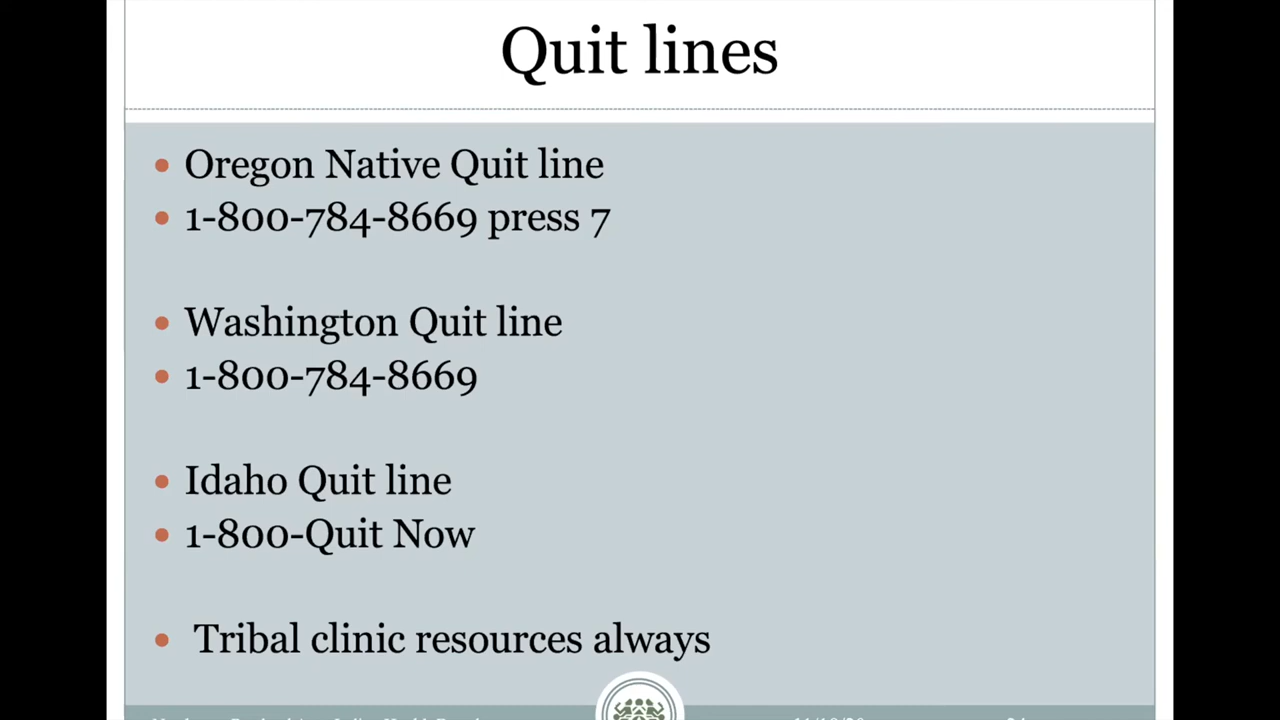 Quit lines
Oregon Native Quit line
1-800-784-8669 press 7
Washington Quit line
1-800-784-8669
Idaho Quit line
1-800-Quit Now
Tribal clinic resources always